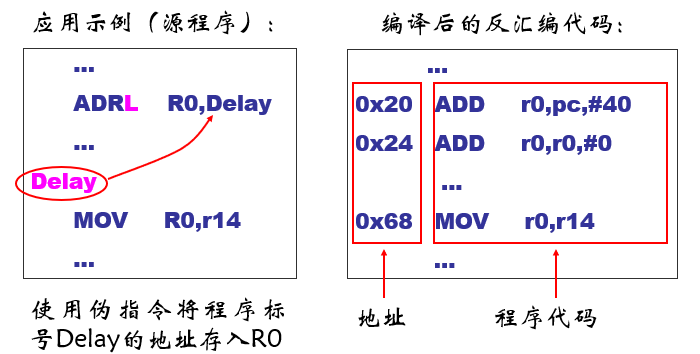 应用示例（源程序）：
...
ADRL R0,Delay
...
Delay
MOV R0,r14
...
使用伪指令将程序标
号Delay的地址存入R0
编译后的反汇编代码：
...
0x20 ADD r0,pc,#40
0x24 ADD r0,r0,#0
...
0x68 MOV r0,r14
...
地址 程序代码